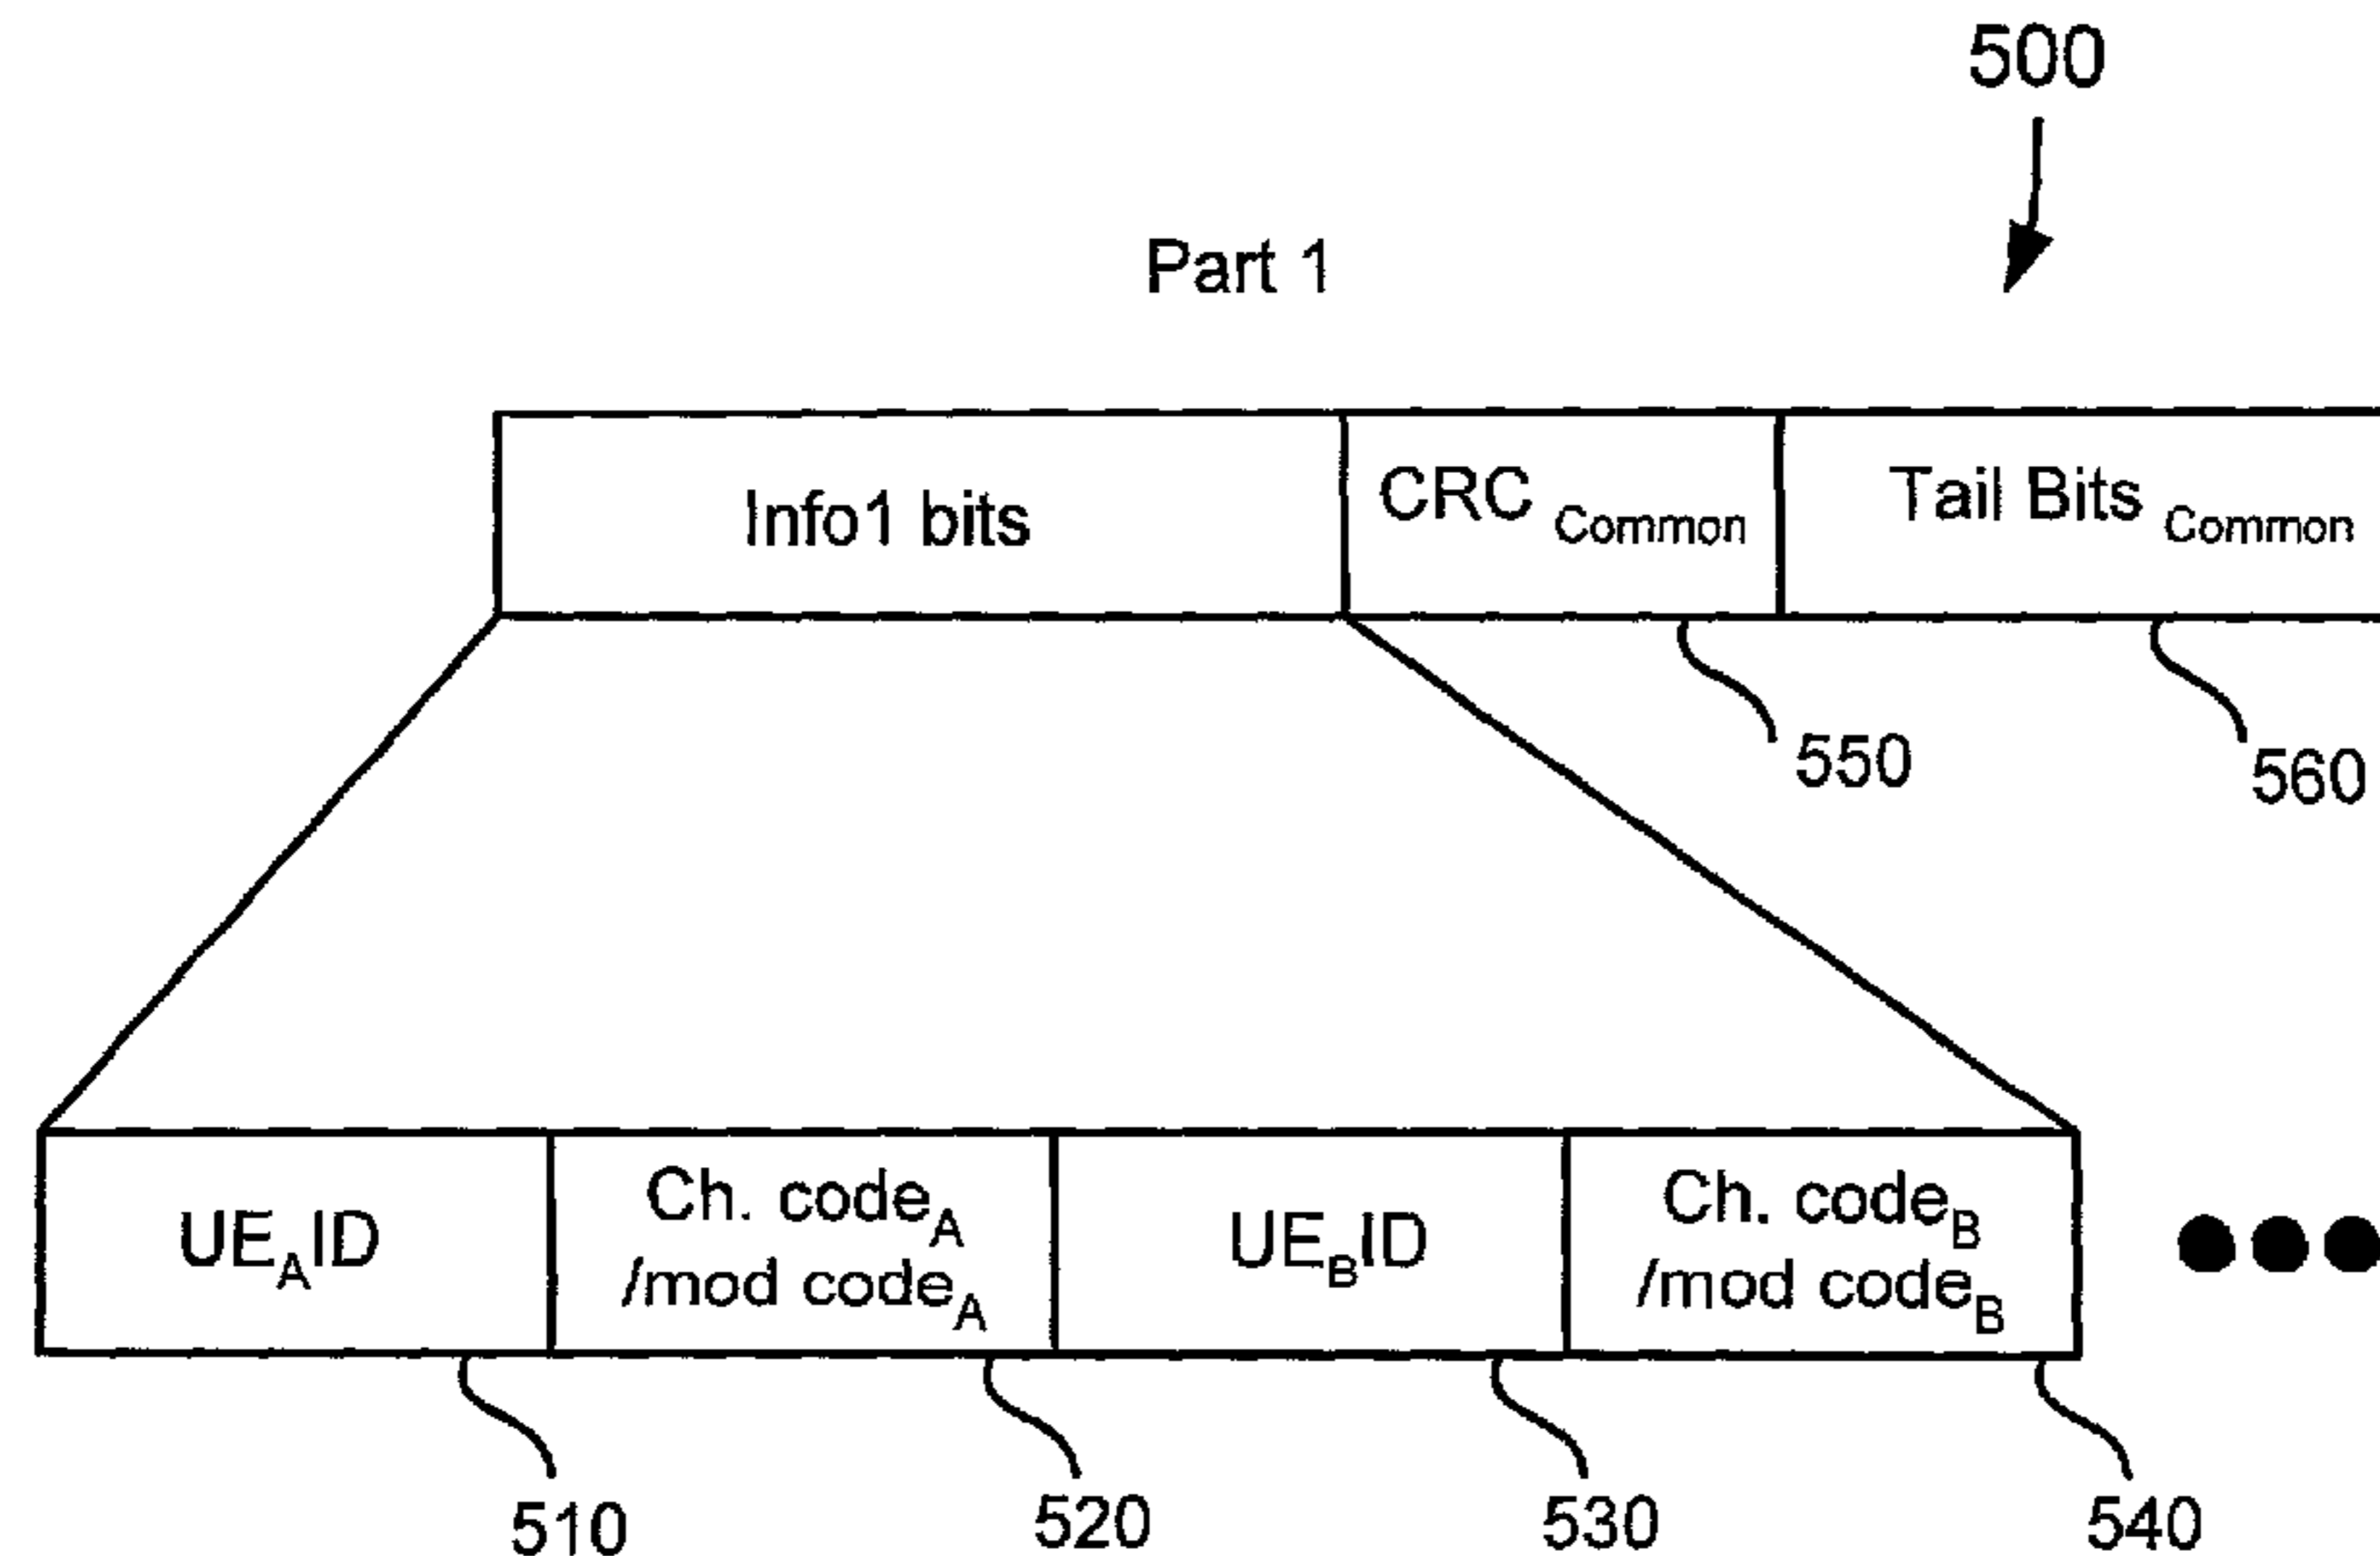 500
Part 1
Info1 bits
CRC Common
Tail Bits Common
550
560
UEAID
Ch. codeA
/mod codeA
UEBID
Ch. codeB
/mod codeB
510
520
530
540